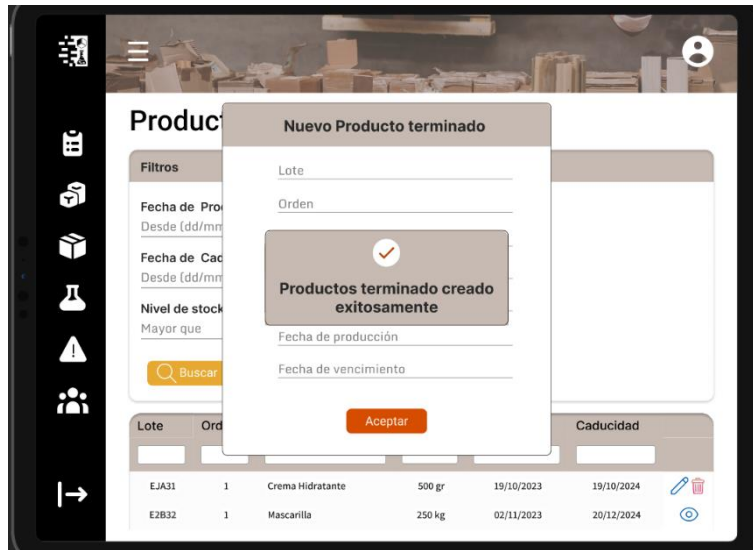 Product
Nuevo Producto terminado
Filtros
Lote
Fecha de Pro
Orden
Desde (dd/mm
Fecha de Cad
Desde (dd/mm
Productos terminado creado
exitosamente
Nivel de stock
Mayor que
Fecha de producción
Buscar
Fecha de vencimiento
Aceptar
Lote Ord Caducidad
EJA31 1 Crema Hidratante 500 gr 19/10/2023 19/10/2024
E2B32 1 Mascarilla 250 kg 02/11/2023 20/12/2024